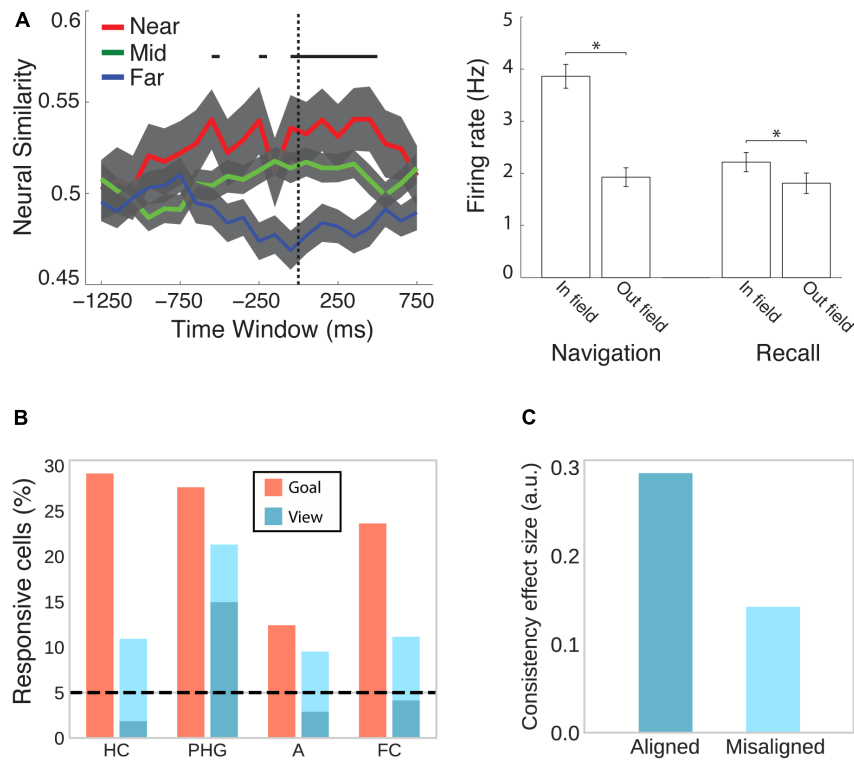 A
0.6
0.55
0.5
0.45
Neural Similarity
Near
Mid
Far
−1250
−750
−250
250
750
Time Window (ms)
5
4
3
2
1
0
Firing rate (Hz)
*
*
In field
Out field
In field
Out field
Navigation
Recall
B
30
25
20
15
10
5
0
Responsive cells (%)
Goal
View
HC
PHG
A
FC
C
0.3
0.2
0.1
0.0
Consistency effect size (a.u.)
Aligned
Misaligned